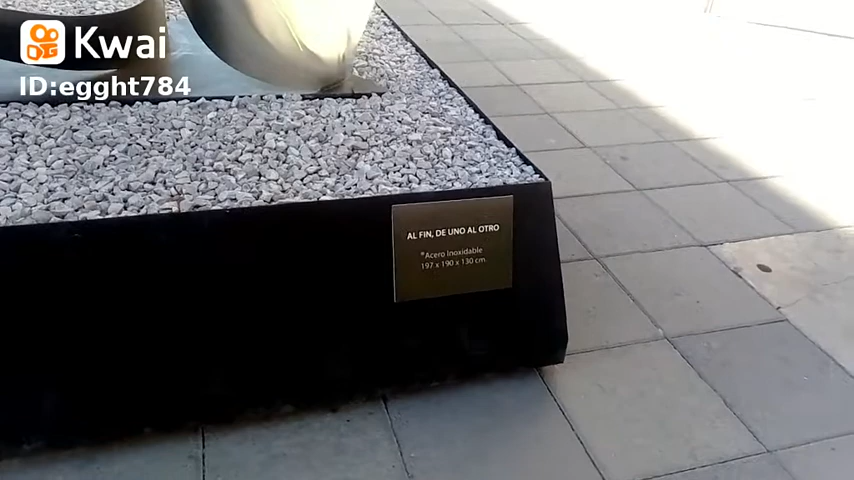 Kwai
ID:egght784
AL FIN, DE UNO AL OTRO
*Acero Inoxidable
197 x 190 x 130 cm.